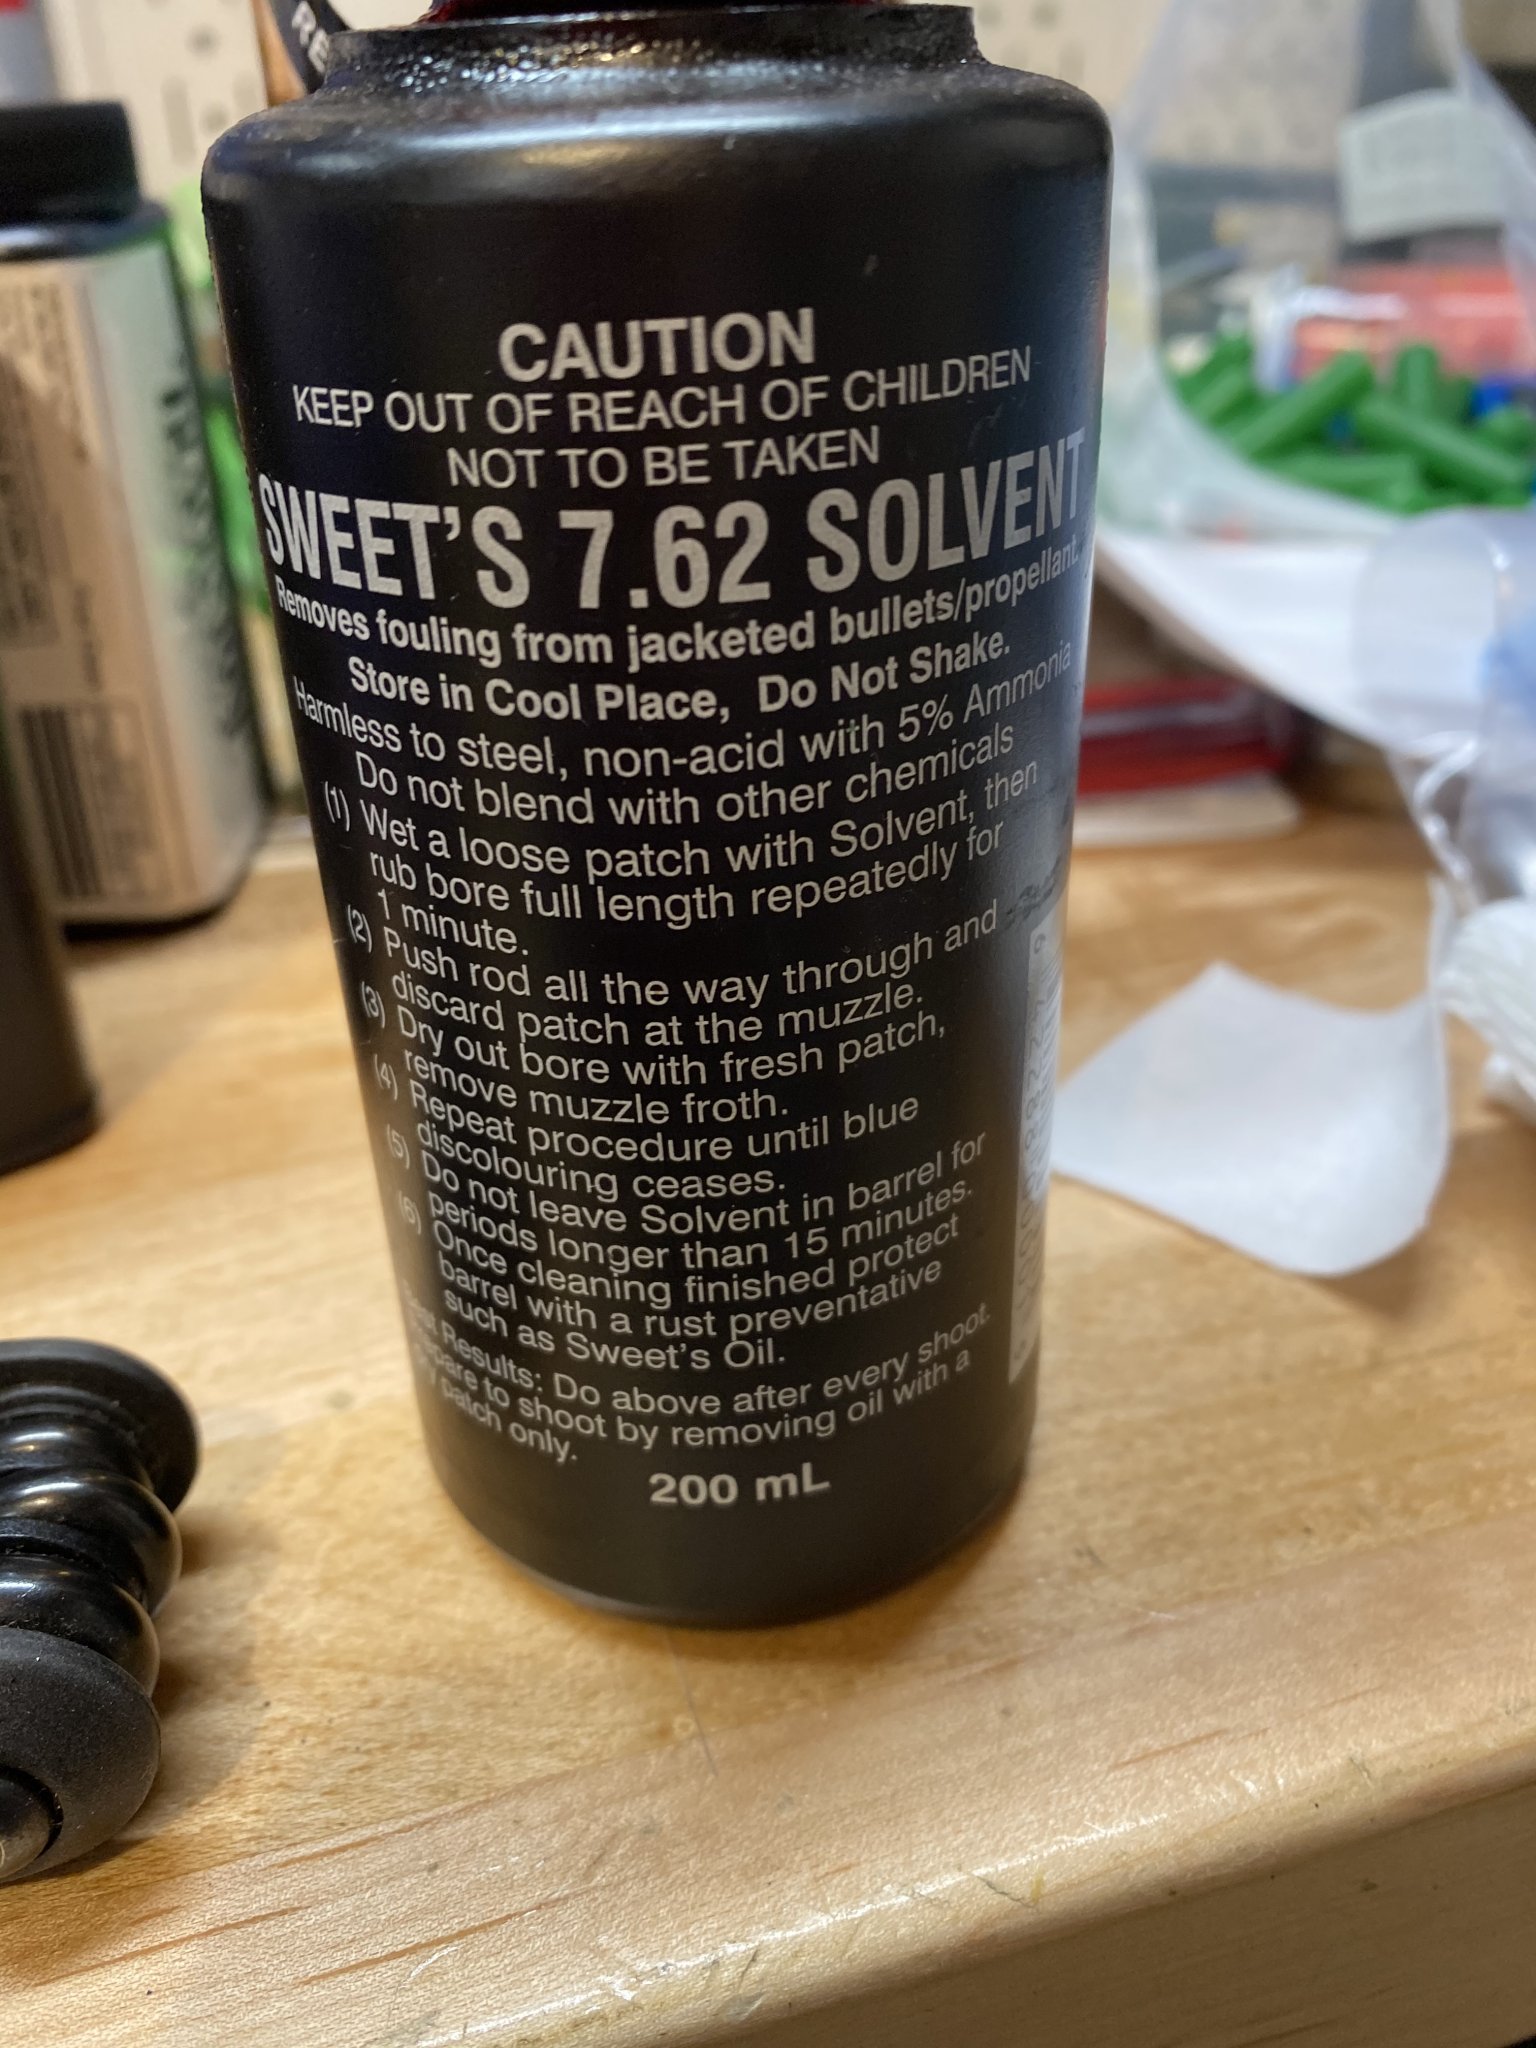 CAUTION
KEEP OUT OF REACH OF CHILDREN
NOT TO BE TAKEN
SWEET'S 7.62 SOLVENT
Removes fouling from jacketed bullets/propellant.
Store in Cool Place, Do Not Shake.
Harmless to steel, non-acid with 5% Ammonia
Do not blend with other chemicals
(1) Wet a loose patch with Solvent, then
rub bore full length repeatedly for
1 minute.
(2) Push rod all the way through and
discard patch at the muzzle.
(3) Dry out bore with fresh patch,
remove muzzle froth.
(4) Repeat procedure until blue
discolouring ceases.
(5) Do not leave Solvent in barrel for
periods longer than 15 minutes.
(6) Once cleaning finished protect
barrel with a rust preventative
such as Sweet's Oil.
Results: Do above after every shoot.
to shoot by removing oil with a
patch only.
200 mL
RE